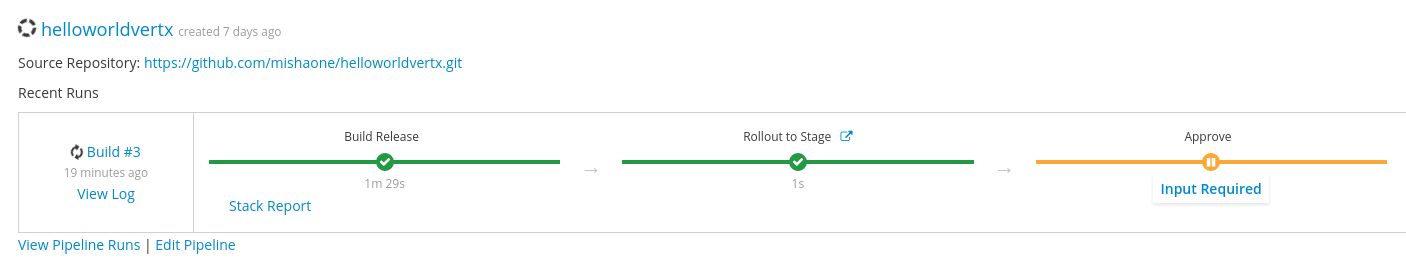 helloworldvertx created 7 days ago
Source Repository: https://github.com/mishaone/helloworldvertx.git
Recent Runs
Build #3
19 minutes ago
View Log
Build Release
1m 29s
Stack Report
Rollout to Stage
1s
Approve
Input Required
View Pipeline Runs | Edit Pipeline